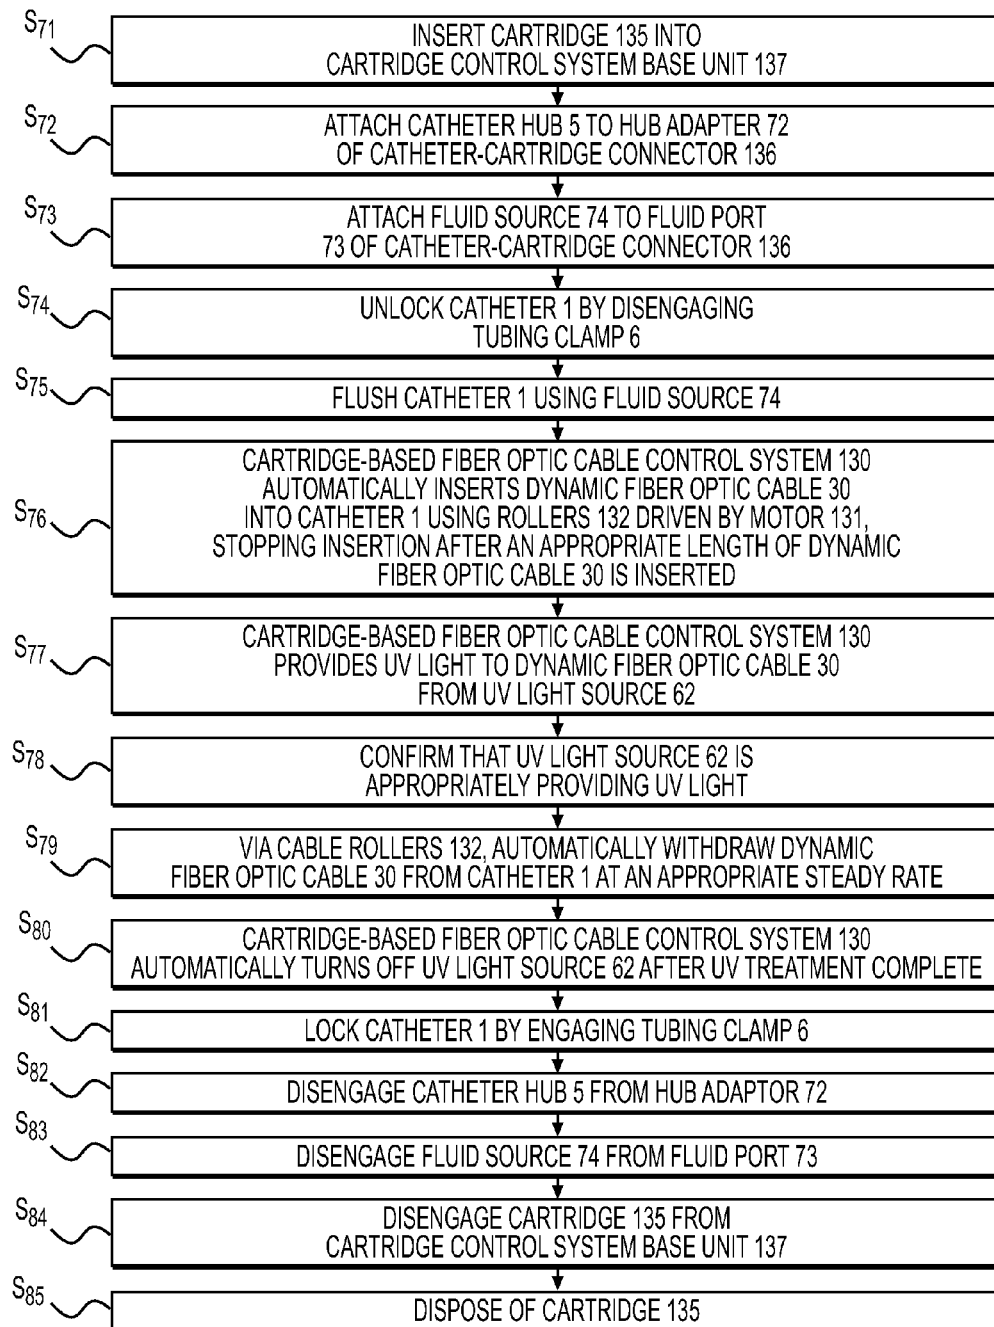 S71
INSERT CARTRIDGE 135 INTO
CARTRIDGE CONTROL SYSTEM BASE UNIT 137
S72
ATTACH CATHETER HUB 5 TO HUB ADAPTER 72
OF CATHETER-CARTRIDGE CONNECTOR 136
S73
ATTACH FLUID SOURCE 74 TO FLUID PORT
73 OF CATHETER-CARTRIDGE CONNECTOR 136
S74
UNLOCK CATHETER 1 BY DISENGAGING
TUBING CLAMP 6
S75
FLUSH CATHETER 1 USING FLUID SOURCE 74
S76
CARTRIDGE-BASED FIBER OPTIC CABLE CONTROL SYSTEM 130
AUTOMATICALLY INSERTS DYNAMIC FIBER OPTIC CABLE 30
INTO CATHETER 1 USING ROLLERS 132 DRIVEN BY MOTOR 131,
STOPPING INSERTION AFTER AN APPROPRIATE LENGTH OF DYNAMIC
FIBER OPTIC CABLE 30 IS INSERTED
S77
CARTRIDGE-BASED FIBER OPTIC CABLE CONTROL SYSTEM 130
PROVIDES UV LIGHT TO DYNAMIC FIBER OPTIC CABLE 30
FROM UV LIGHT SOURCE 62
S78
CONFIRM THAT UV LIGHT SOURCE 62 IS
APPROPRIATELY PROVIDING UV LIGHT
S79
VIA CABLE ROLLERS 132, AUTOMATICALLY WITHDRAW DYNAMIC
FIBER OPTIC CABLE 30 FROM CATHETER 1 AT AN APPROPRIATE STEADY RATE
S80
CARTRIDGE-BASED FIBER OPTIC CABLE CONTROL SYSTEM 130
AUTOMATICALLY TURNS OFF UV LIGHT SOURCE 62 AFTER UV TREATMENT COMPLETE
S81
LOCK CATHETER 1 BY ENGAGING TUBING CLAMP 6
S82
DISENGAGE CATHETER HUB 5 FROM HUB ADAPTOR 72
S83
DISENGAGE FLUID SOURCE 74 FROM FLUID PORT 73
S84
DISENGAGE CARTRIDGE 135 FROM
CARTRIDGE CONTROL SYSTEM BASE UNIT 137
S85
DISPOSE OF CARTRIDGE 135